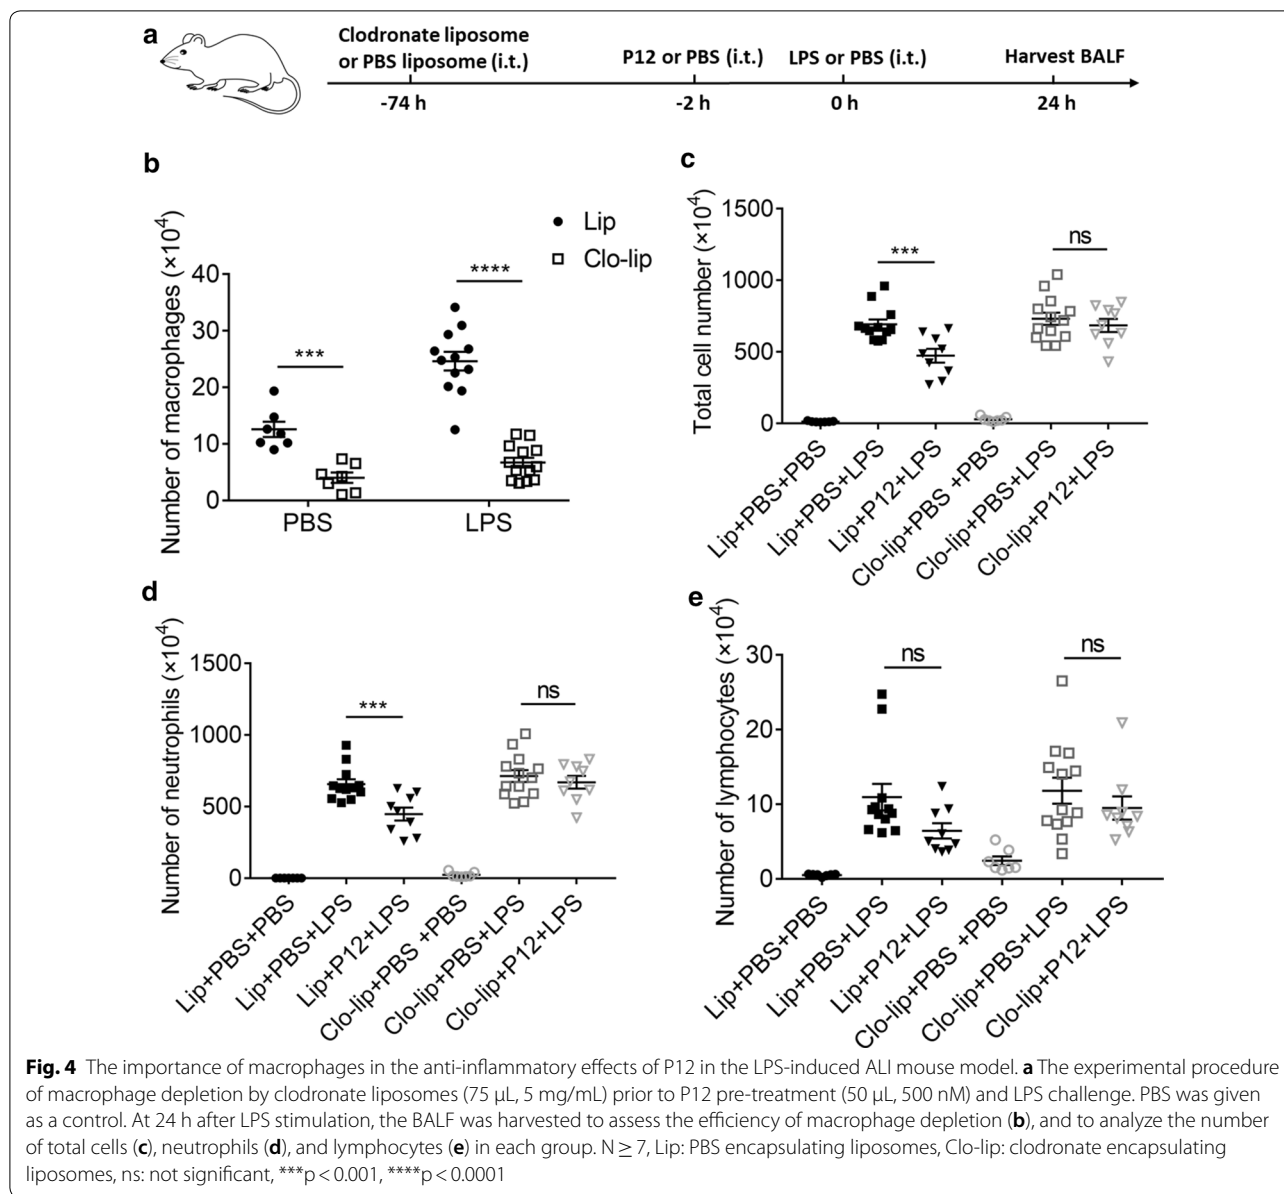 a
Clodronate liposome
or PBS liposome (i.t.)
P12 or PBS (i.t.)
LPS or PBS (i.t.)
Harvest BALF
-74 h
-2 h
0 h
24 h
b
Number of macrophages (×10⁴)
40
30
20
10
0
***
****
Lip
Clo-lip
PBS
LPS
c
Total cell number (×10⁴)
1500
1000
500
0
***
ns
Lip+PBS+PBS
Lip+PBS+LPS
Lip+P12+LPS
Clo-lip+PBS +PBS
Clo-lip+PBS+LPS
Clo-lip+P12+LPS
d
Number of neutrophils (×10⁴)
1500
1000
500
0
***
ns
Lip+PBS+PBS
Lip+PBS+LPS
Lip+P12+LPS
Clo-lip+PBS +PBS
Clo-lip+PBS+LPS
Clo-lip+P12+LPS
e
Number of lymphocytes (×10⁴)
30
20
10
0
ns
ns
Lip+PBS+PBS
Lip+PBS+LPS
Lip+P12+LPS
Clo-lip+PBS +PBS
Clo-lip+PBS+LPS
Clo-lip+P12+LPS
Fig. 4 The importance of macrophages in the anti-inflammatory effects of P12 in the LPS-induced ALI mouse model. a The experimental procedure
of macrophage depletion by clodronate liposomes (75 µL, 5 mg/mL) prior to P12 pre-treatment (50 µL, 500 nM) and LPS challenge. PBS was given
as a control. At 24 h after LPS stimulation, the BALF was harvested to assess the efficiency of macrophage depletion (b), and to analyze the number
of total cells (c), neutrophils (d), and lymphocytes (e) in each group. N ≥ 7, Lip: PBS encapsulating liposomes, Clo-lip: clodronate encapsulating
liposomes, ns: not significant, ***p < 0.001, ****p < 0.0001